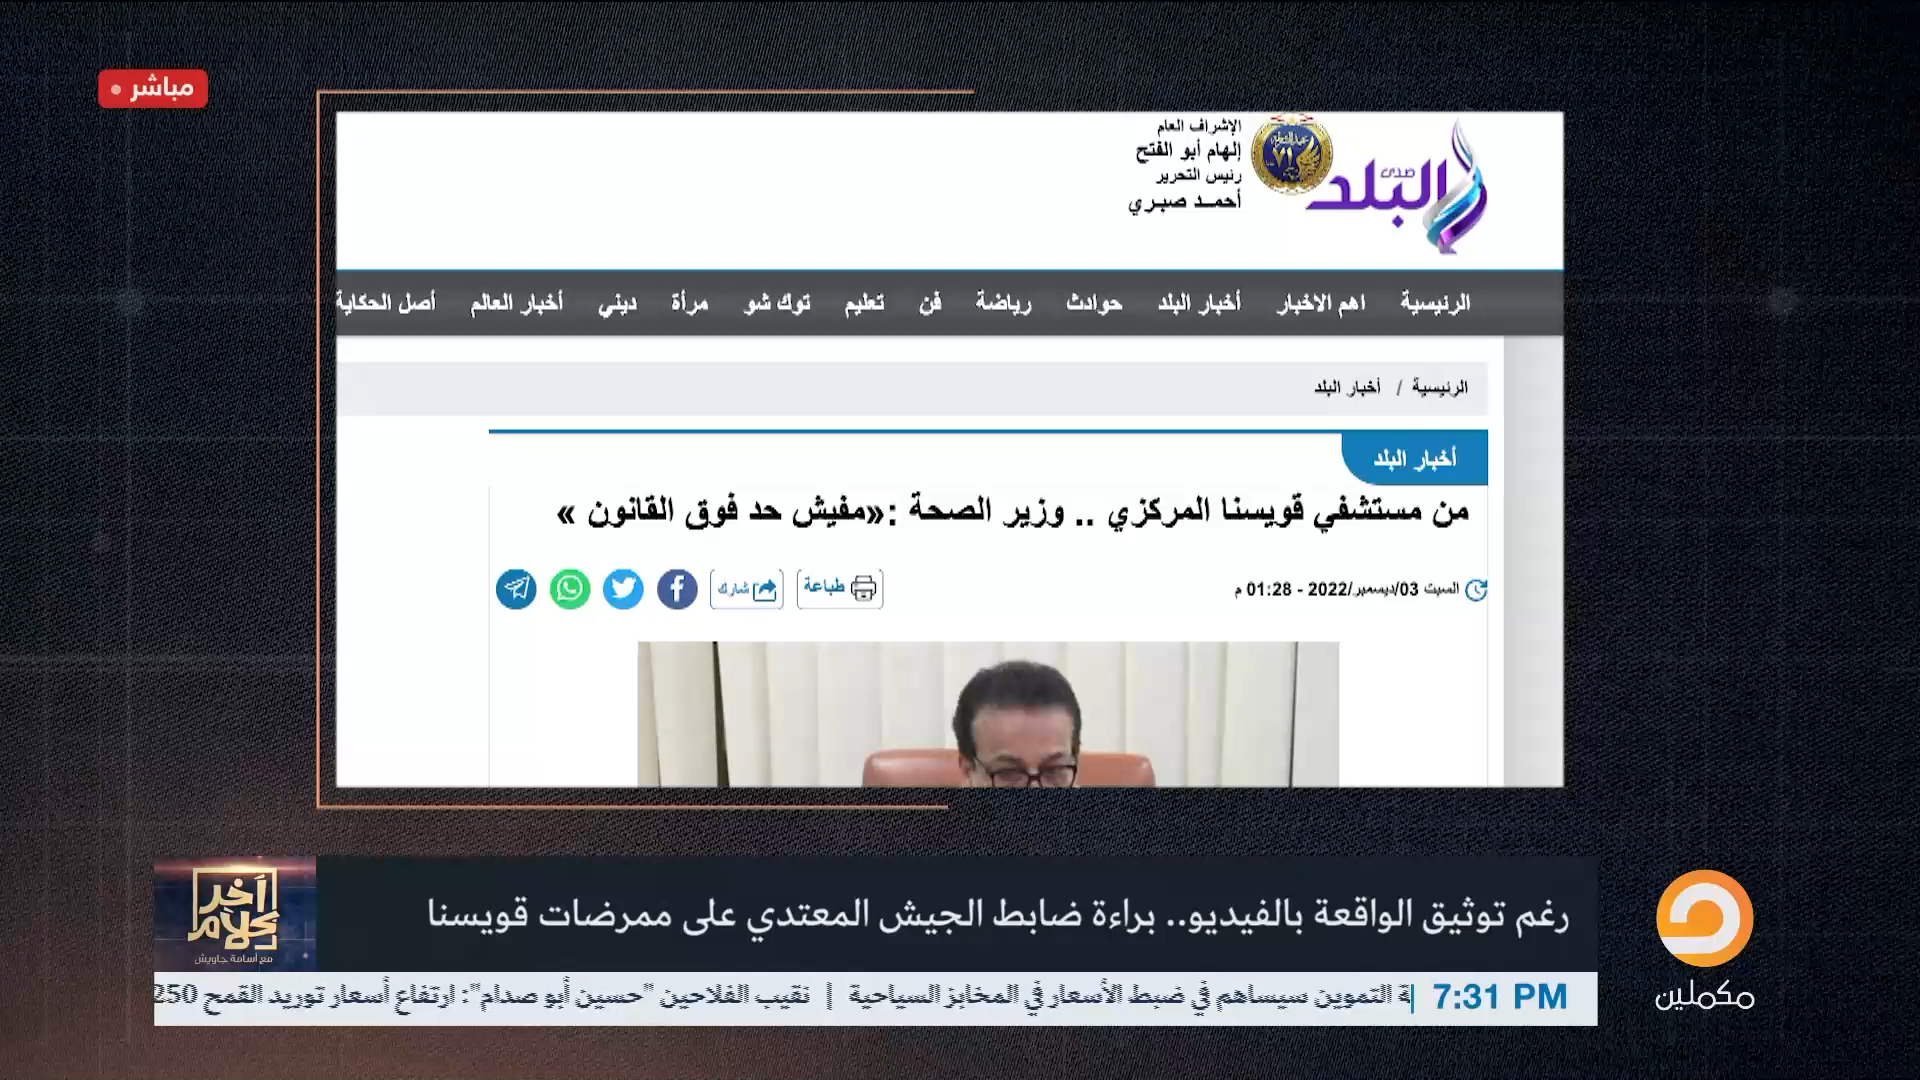 مباشر
الإشراف العام
إلهام أبو الفتح
رئيس التحرير
أحمـد صبـري
صدى
البلد
٧١
الرئيسية اهم الاخبار أخبار البلد حوادث رياضة فن تعليم توك شو مرأة ديني أخبار العالم أصل الحكاية
الرئيسية / أخبار البلد
أخبار البلد
من مستشفي قويسنا المركزي .. وزير الصحة :«مفيش حد فوق القانون »
السبت 03/ديسمبر/2022 - 01:28 م
طباعة
شارك
رغم توثيق الواقعة بالفيديو.. براءة ضابط الجيش المعتدي على ممرضات قويسنا
آخر كلام
مع أسامة جاويش
7:31 PM
ة التموين سيساهم في ضبط الأسعار في المخابز السياحية | نقيب الفلاحين "حسين أبو صدام": ارتفاع أسعار توريد القمح 250
مكملين